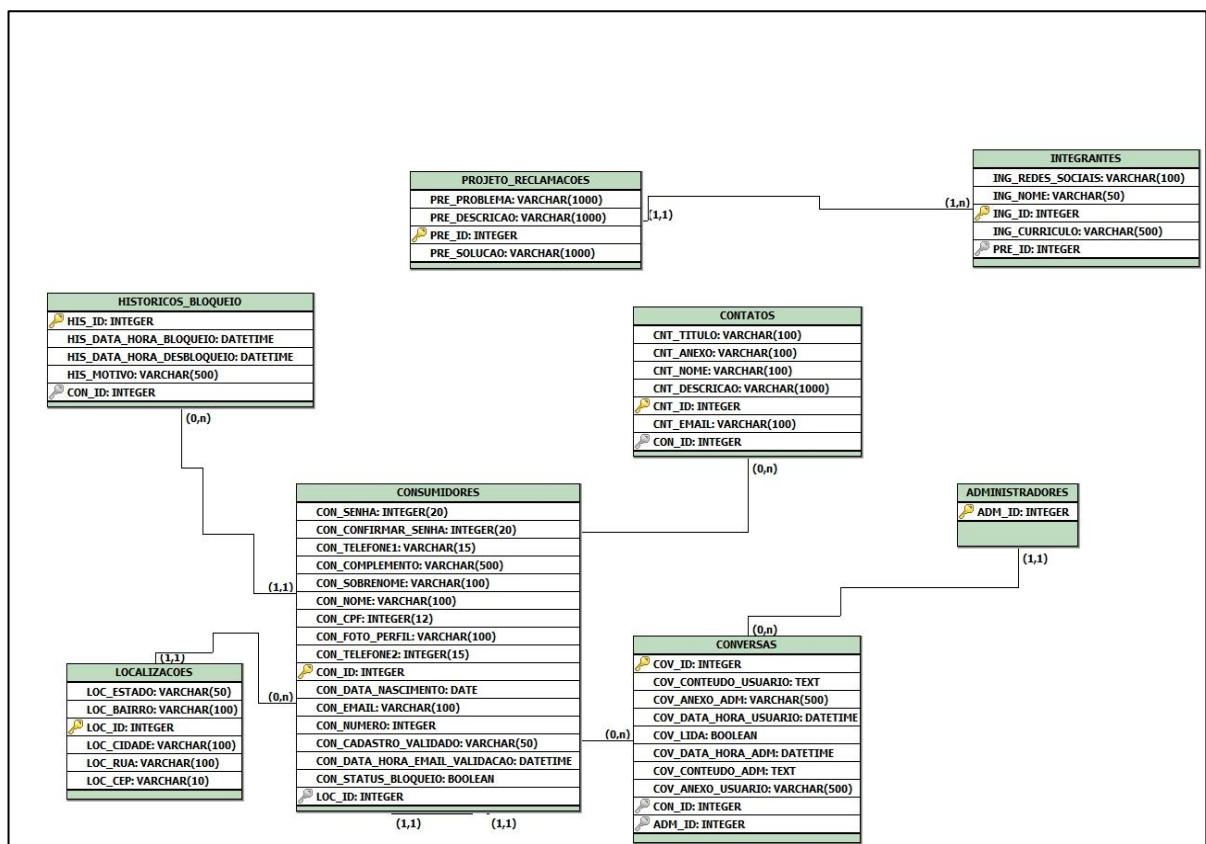 PROJETO_RECLAMACOES
PRE_PROBLEMA: VARCHAR(1000)
PRE_DESCRICAO: VARCHAR(1000)
PRE_ID: INTEGER
PRE_SOLUCAO: VARCHAR(1000)
(1,1)
(1,n)
INTEGRANTES
ING_REDES_SOCIAIS: VARCHAR(100)
ING_NOME: VARCHAR(50)
ING_ID: INTEGER
ING_CURRICULO: VARCHAR(500)
PRE_ID: INTEGER
HISTORICOS_BLOQUEIO
HIS_ID: INTEGER
HIS_DATA_HORA_BLOQUEIO: DATETIME
HIS_DATA_HORA_DESBLOQUEIO: DATETIME
HIS_MOTIVO: VARCHAR(500)
CON_ID: INTEGER
(0,n)
CONTATOS
CNT_TITULO: VARCHAR(100)
CNT_ANEXO: VARCHAR(100)
CNT_NOME: VARCHAR(100)
CNT_DESCRICAO: VARCHAR(1000)
CNT_ID: INTEGER
CNT_EMAIL: VARCHAR(100)
CON_ID: INTEGER
(0,n)
CONSUMIDORES
CON_SENHA: INTEGER(20)
CON_CONFIRMAR_SENHA: INTEGER(20)
CON_TELEFONE1: VARCHAR(15)
CON_COMPLEMENTO: VARCHAR(500)
CON_SOBRENOME: VARCHAR(100)
CON_NOME: VARCHAR(100)
CON_CPF: INTEGER(12)
CON_FOTO_PERFIL: VARCHAR(100)
CON_TELEFONE2: INTEGER(15)
CON_ID: INTEGER
CON_DATA_NASCIMENTO: DATE
CON_EMAIL: VARCHAR(100)
CON_NUMERO: INTEGER
CON_CADASTRO_VALIDADO: VARCHAR(50)
CON_DATA_HORA_EMAIL_VALIDACAO: DATETIME
CON_STATUS_BLOQUEIO: BOOLEAN
LOC_ID: INTEGER
(1,1)
(0,n)
(1,1)
(1,1)
ADMINISTRADORES
ADM_ID: INTEGER
(1,1)
(1,1)
LOCALIZACOES
LOC_ESTADO: VARCHAR(50)
LOC_BAIRRO: VARCHAR(100)
LOC_ID: INTEGER
LOC_CIDADE: VARCHAR(100)
LOC_RUA: VARCHAR(100)
LOC_CEP: VARCHAR(10)
(0,n)
(0,n)
CONVERSAS
COV_ID: INTEGER
COV_CONTEUDO_USUARIO: TEXT
COV_ANEXO_ADM: VARCHAR(500)
COV_DATA_HORA_USUARIO: DATETIME
COV_LIDA: BOOLEAN
COV_DATA_HORA_ADM: DATETIME
COV_CONTEUDO_ADM: TEXT
COV_ANEXO_USUARIO: VARCHAR(500)
CON_ID: INTEGER
ADM_ID: INTEGER